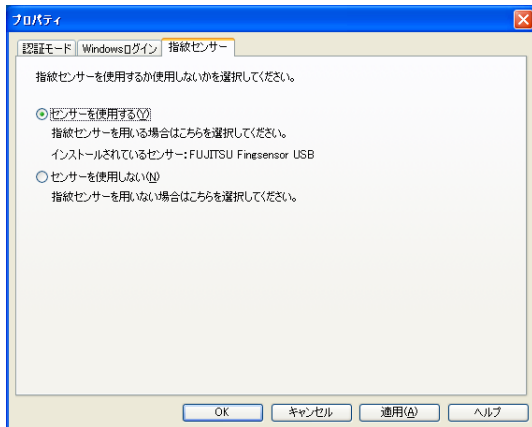 プロパティ
認証モード Windowsログイン 指紋センサー
指紋センサーを使用するか使用しないかを選択してください。
センサーを使用する(Y)
指紋センサーを用いる場合はこちらを選択してください。
インストールされているセンサー:FUJITSU Fingsensor USB
センサーを使用しない(N)
指紋センサーを用いない場合はこちらを選択してください。
OK キャンセル 適用(A) ヘルプ